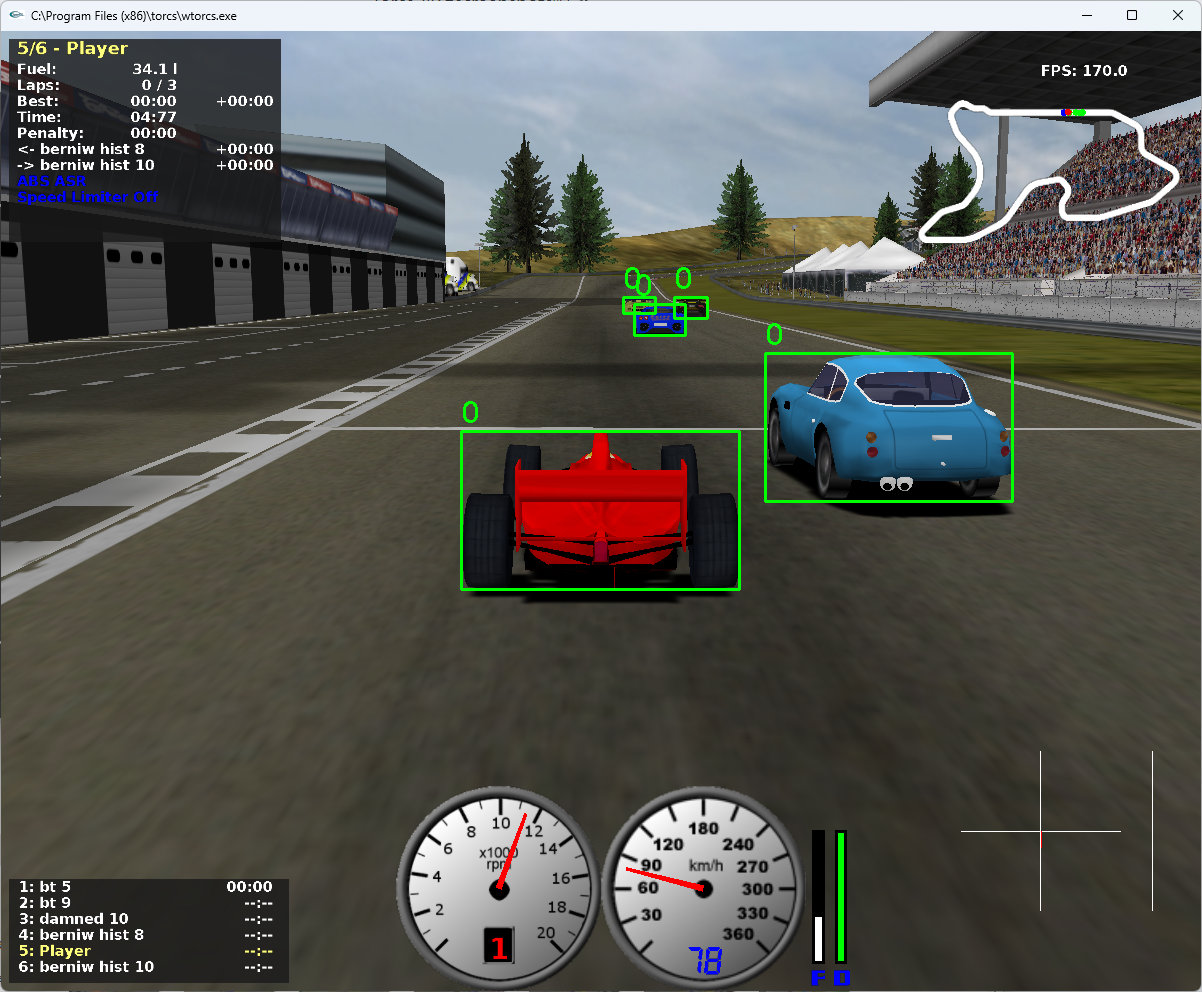 C:\Program Files (x86)\torcs\wtorcs.exe
5/6 - Player
Fuel: 34.1 l
Laps: 0 / 3
Best: 00:00 +00:00
Time: 04:77
Penalty: 00:00
<- berniw hist 8 +00:00
-> berniw hist 10 +00:00
ABS ASR
Speed Limiter Off
FPS: 170.0
0 0 0
0
0
2 4 6 8 10 12 14 16 18 20
x1000
rpm
1
30 60 90 120 180 240 270 300 330 360
km/h
78
F D
1: bt 5 00:00
2: bt 9 --:--
3: damned 10 --:--
4: berniw hist 8 --:--
5: Player --:--
6: berniw hist 10 --:--